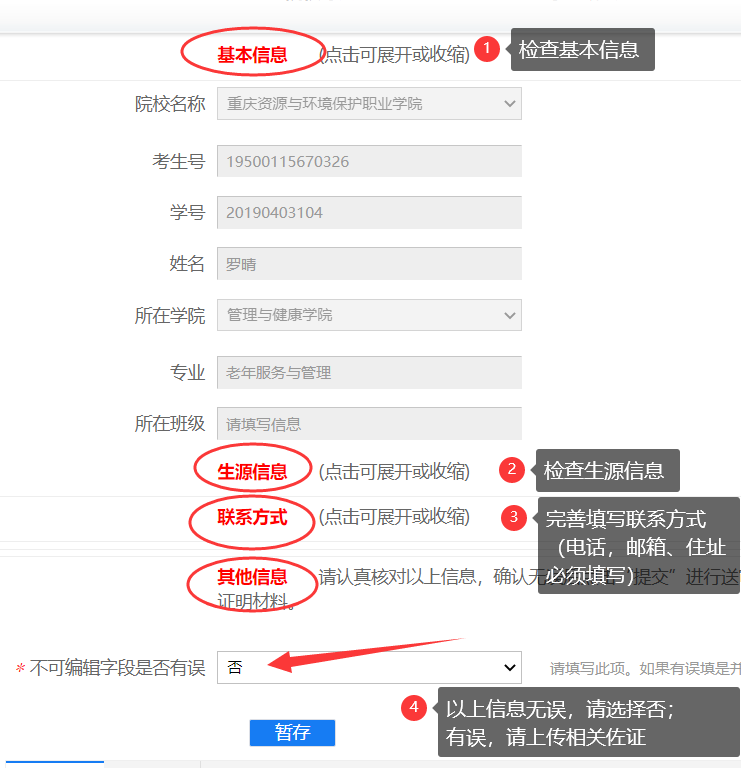 基本信息 (点击可展开或收缩) 1 检查基本信息
院校名称 重庆资源与环境保护职业学院
考生号 19500115670326
学号 20190403104
姓名 罗晴
所在学院 管理与健康学院
专业 老年服务与管理
所在班级 请填写信息
生源信息 (点击可展开或收缩) 2 检查生源信息
联系方式 (点击可展开或收缩) 3 完善填写联系方式
（电话，邮箱、住址
必须填写）
其他信息 请认真核对以上信息，确认无 提交”进行送
证明材料。
* 不可编辑字段是否有误 否 请填写此项。如果有误填是并
4 以上信息无误，请选择否；
有误，请上传相关佐证
暂存